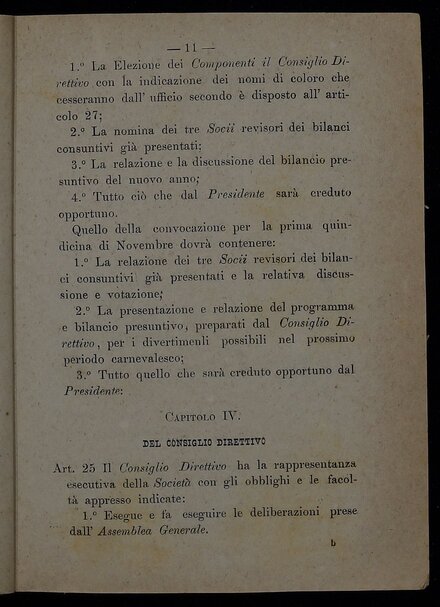 — 11 —
1.º La Elezione dei Componenti il Consiglio Di-
rettivo con la indicazione dei nomi di coloro che
cesseranno dall' ufficio secondo è disposto all' arti-
colo 27;
2.º La nomina dei tre Socii revisori dei bilanci
consuntivi già presentati:
3.º La relazione e la discussione del bilancio pre-
suntivo del nuovo anno;
4.º Tutto ciò che dal Presidente sarà creduto
opportuno.
Quello della convocazione per la prima quin-
dicina di Novembre dovrà contenere:
1.º La relazione dei tre Socii revisori dei bilan-
ci consuntivi già presentati e la relativa discus-
sione e votazione;
2.º La presentazione e relazione del programma
e bilancio presuntivo, preparati dal Consiglio Di-
rettivo, per i divertimenli possibili nel prossimo
periodo carnevalesco;
3.º Tutto quello che sarà creduto opportuno dal
Presidente:
CAPITOLO IV.
DEL CONSIGLIO DIRETTIVO
Art. 25 Il Consiglio Direttivo ha la rappresentanza
esecutiva della Società con gli obblighi e le facol-
tà appresso indicate:
1.º Esegue e fa eseguire le deliberazioni prese
dall' Assemblea Generale.
b